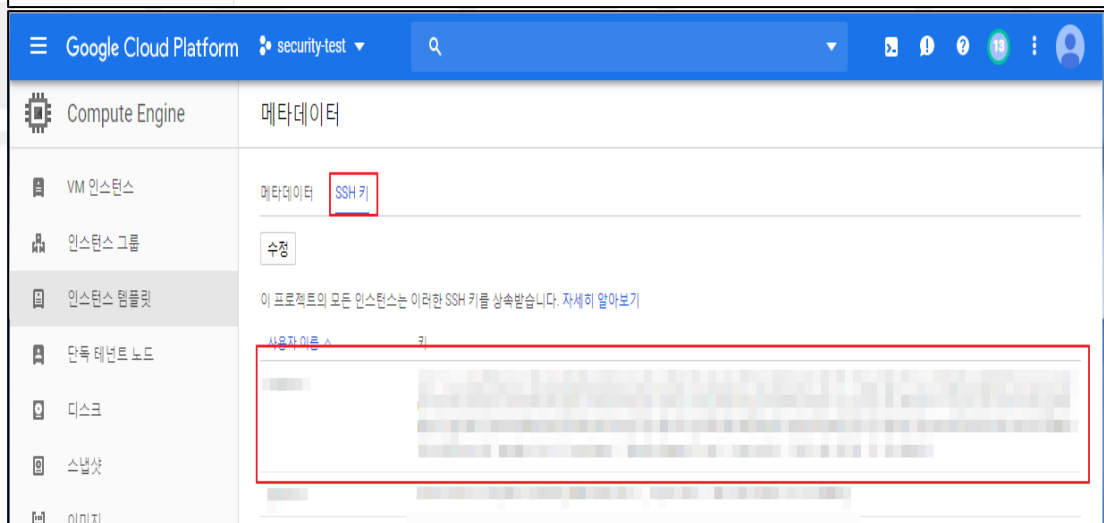 Google Cloud Platform security-test
13
Compute Engine
메타데이터
VM 인스턴스
인스턴스 그룹
인스턴스 템플릿
단독 테넌트 노드
디스크
스냅샷
이미지
메타데이터 SSH 키
수정
이 프로젝트의 모든 인스턴스는 이러한 SSH 키를 상속받습니다. 자세히 알아보기
사용자 이름 키